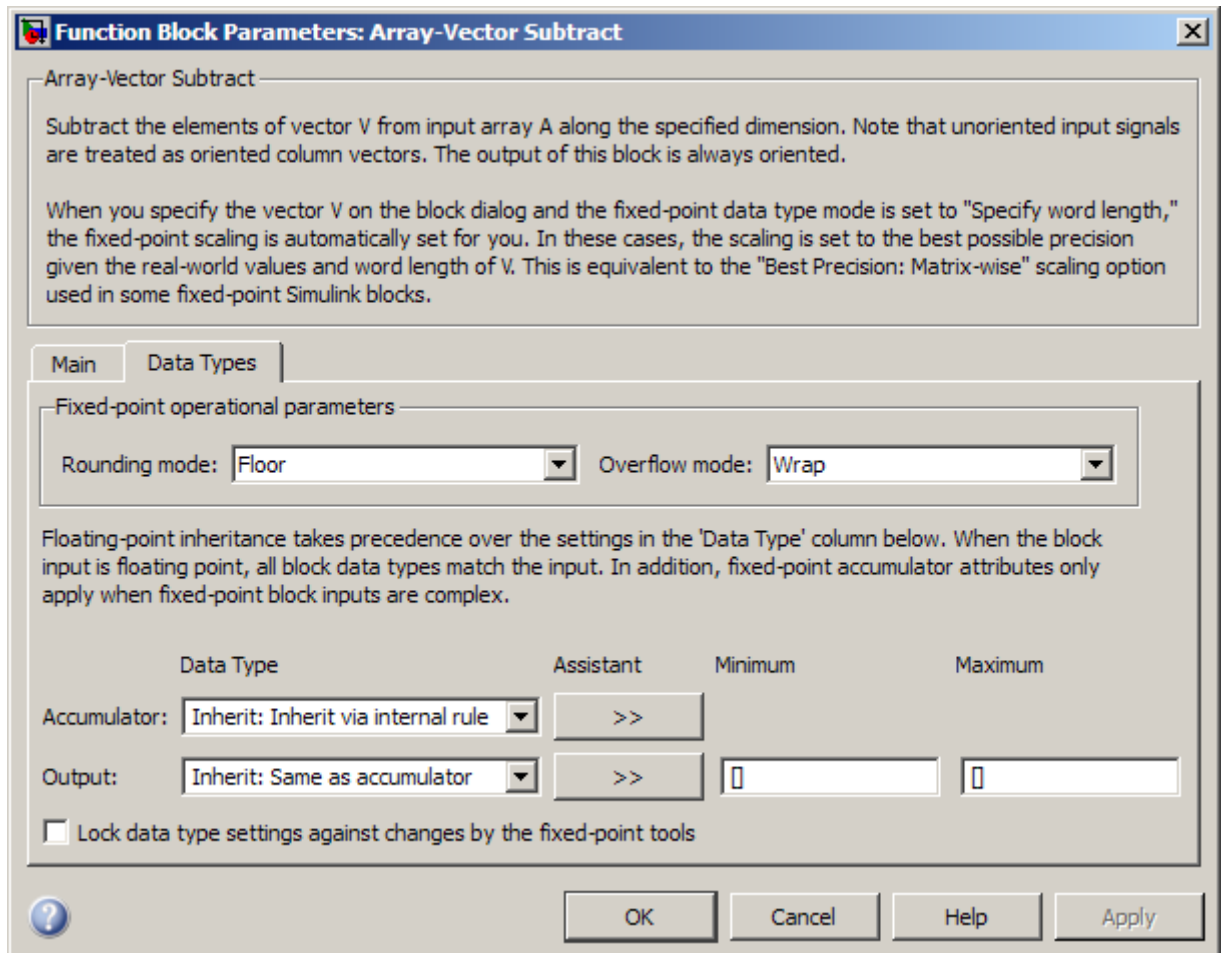 Function Block Parameters: Array-Vector Subtract
Array-Vector Subtract
Subtract the elements of vector V from input array A along the specified dimension. Note that unoriented input signals
are treated as oriented column vectors. The output of this block is always oriented.
When you specify the vector V on the block dialog and the fixed-point data type mode is set to "Specify word length,"
the fixed-point scaling is automatically set for you. In these cases, the scaling is set to the best possible precision
given the real-world values and word length of V. This is equivalent to the "Best Precision: Matrix-wise" scaling option
used in some fixed-point Simulink blocks.
Main Data Types
Fixed-point operational parameters
Rounding mode: Floor Overflow mode: Wrap
Floating-point inheritance takes precedence over the settings in the 'Data Type' column below. When the block
input is floating point, all block data types match the input. In addition, fixed-point accumulator attributes only
apply when fixed-point block inputs are complex.
Data Type Assistant Minimum Maximum
Accumulator: Inherit: Inherit via internal rule >>
Output: Inherit: Same as accumulator >> [] []
Lock data type settings against changes by the fixed-point tools
? OK Cancel Help Apply